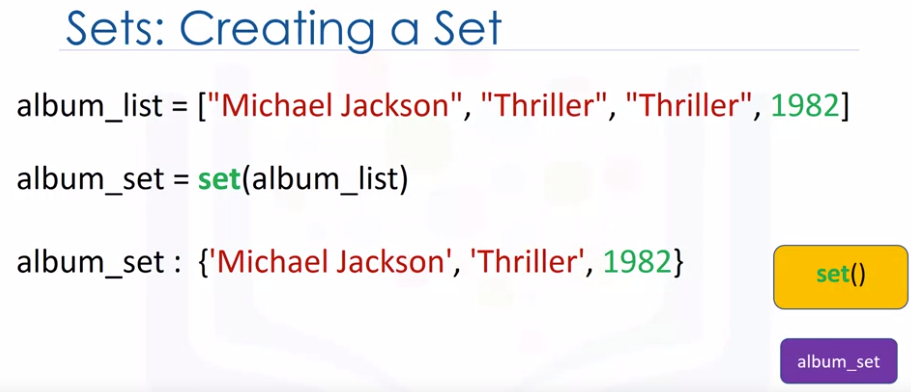 Sets: Creating a Set
album_list = ["Michael Jackson", "Thriller", "Thriller", 1982]
album_set = set(album_list)
album_set : {'Michael Jackson', 'Thriller', 1982}
set()
album_set